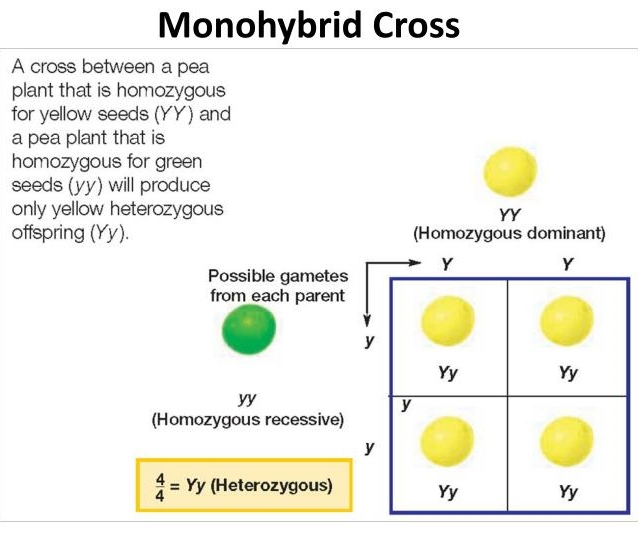 Monohybrid Cross
A cross between a pea
plant that is homozygous
for yellow seeds (YY) and
a pea plant that is
homozygous for green
seeds (yy) will produce
only yellow heterozygous
offspring (Yy).
YY
(Homozygous dominant)
Y Y
Possible gametes
from each parent
y
Yy Yy
yy
(Homozygous recessive)
y
y
Yy Yy
4/4 = Yy (Heterozygous)